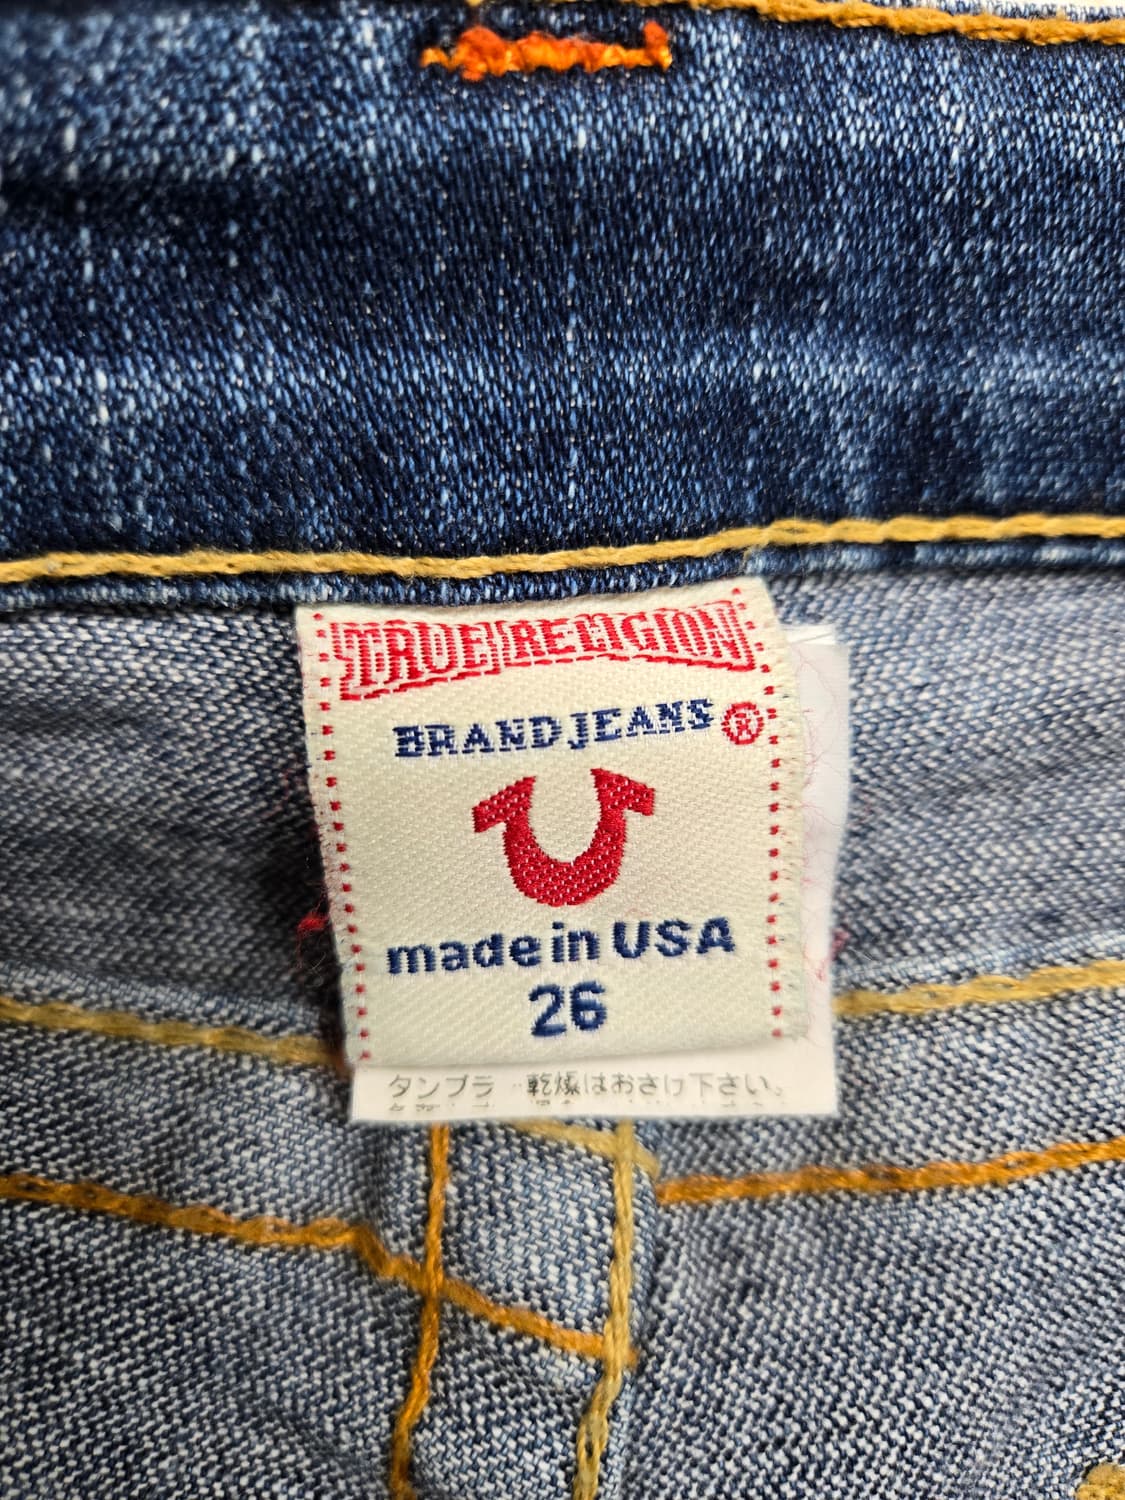 TRUE RELIGION
BRAND JEANS ®
made in USA
26
タンブラー乾燥はおさけ下さい。